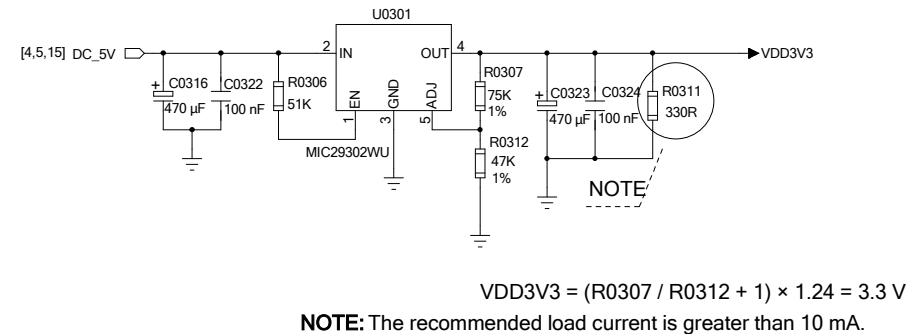 U0301
[4,5,15] DC_5V
2 IN
OUT 4
VDD3V3
C0316
+
470 µF
C0322
100 nF
R0306
51K
EN
1
GND
3
ADJ
5
MIC29302WU
R0307
75K
1%
R0312
47K
1%
C0323
+
470 µF
C0324
100 nF
R0311
330R
NOTE
VDD3V3 = (R0307 / R0312 + 1) × 1.24 = 3.3 V
NOTE: The recommended load current is greater than 10 mA.